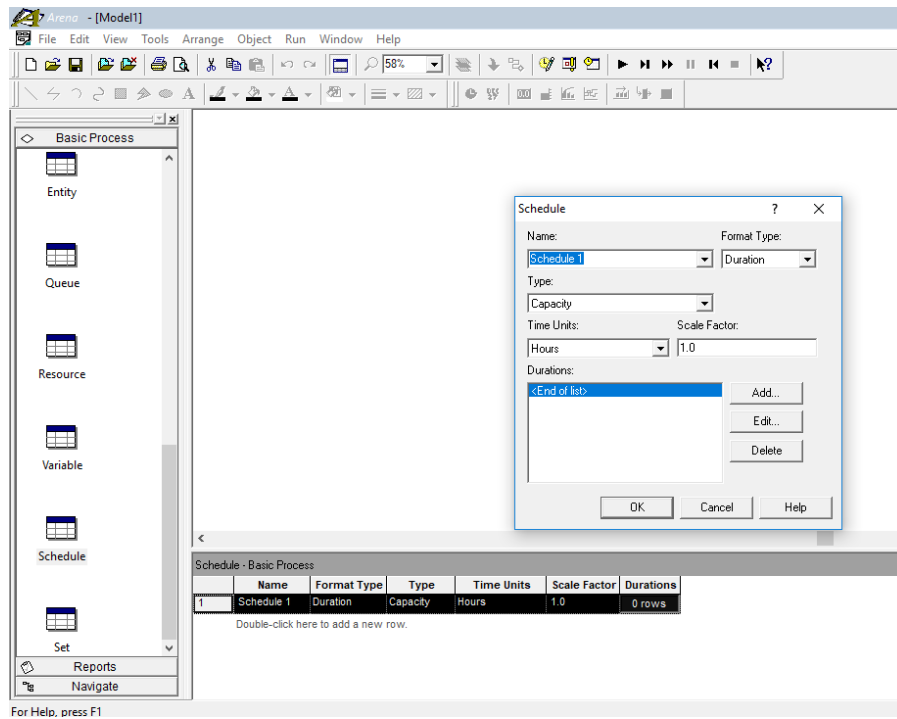 Arena - [Model1]
File Edit View Tools Arrange Object Run Window Help
58%
A A
0.0
Basic Process
Entity
Queue
Resource
Variable
Schedule
Set
Reports
Navigate
Schedule ?
Name: Format Type:
Schedule 1 Duration
Type:
Capacity
Time Units: Scale Factor:
Hours 1.0
Durations:
<End of list>
Add...
Edit...
Delete
OK Cancel Help
Schedule - Basic Process
Name Format Type Type Time Units Scale Factor Durations
1 Schedule 1 Duration Capacity Hours 1.0 0 rows
Double-click here to add a new row.
For Help, press F1